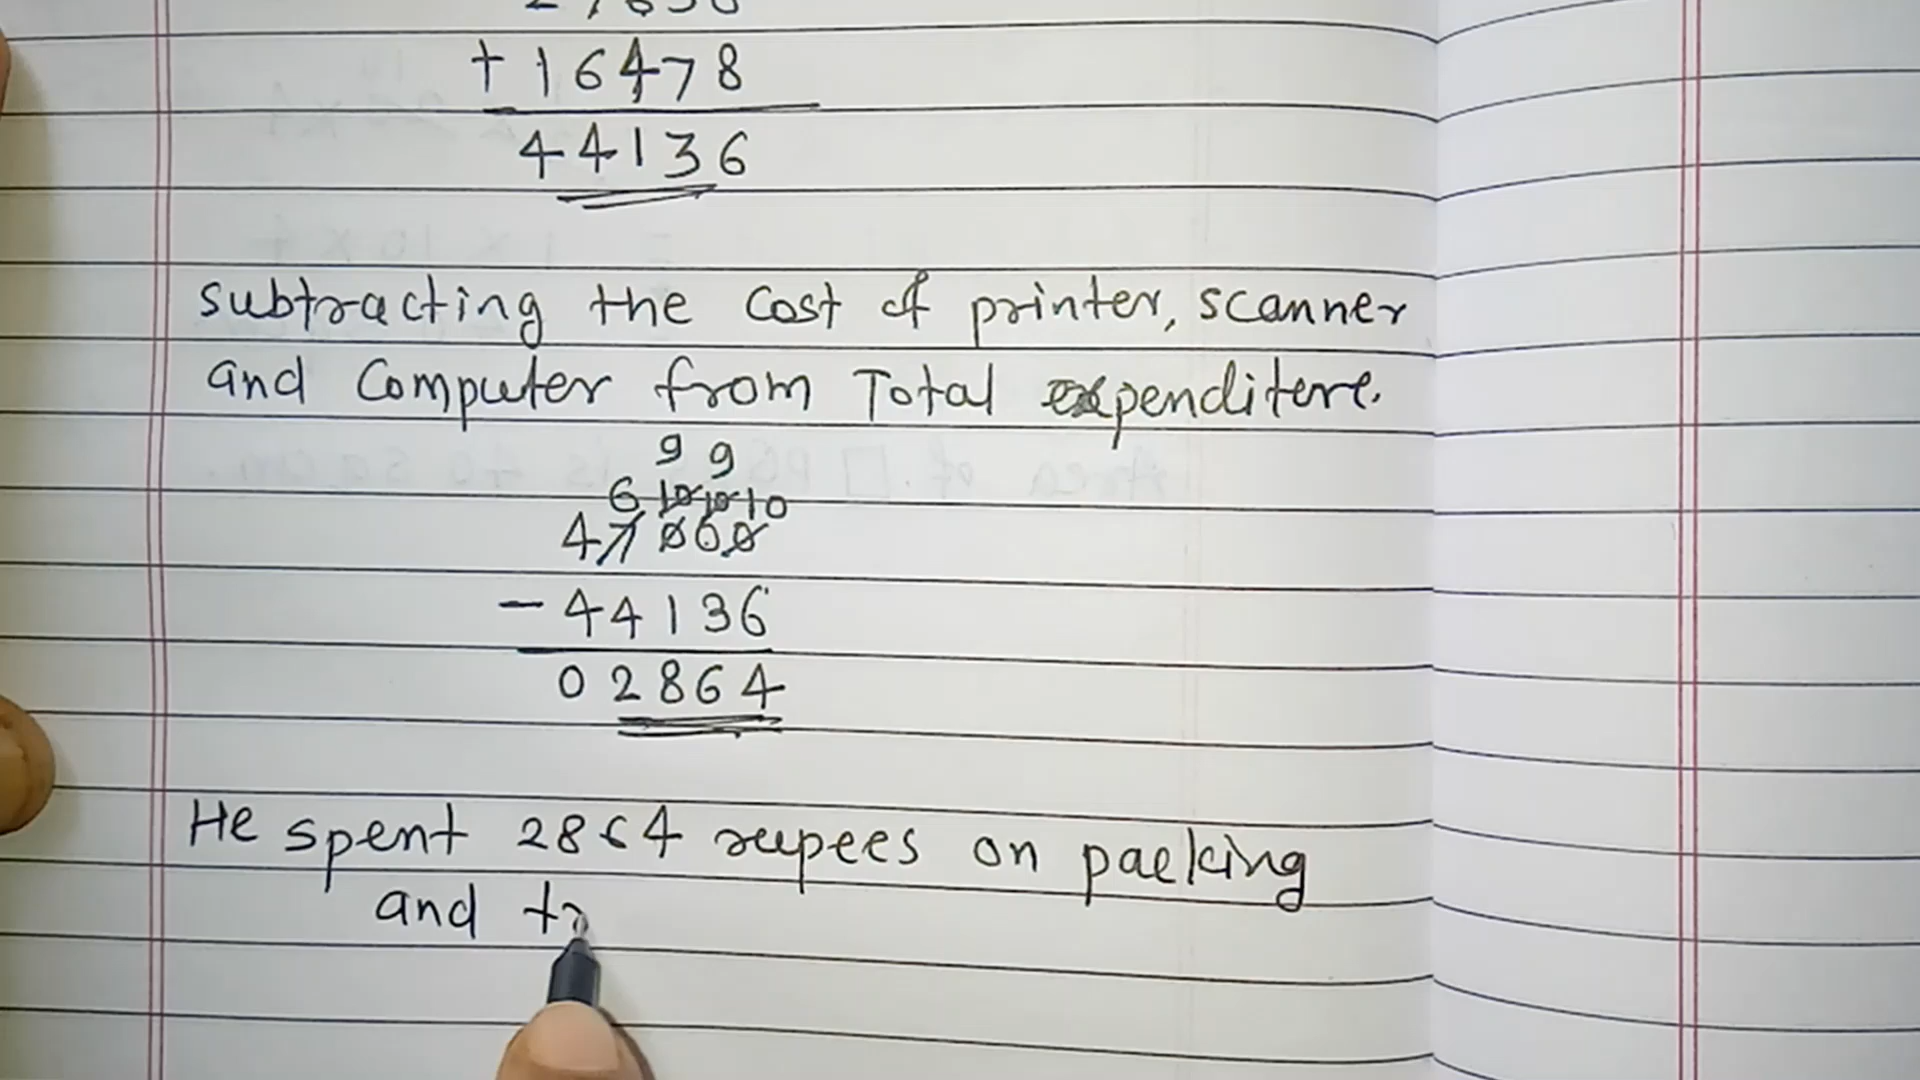 + 16478
44136
subtracting the cost of printer, scanner
and Computer from Total expenditere.
9 9
6 10 10 10
47000
- 44136
02864
He spent 2864 rupees on packing
and tr